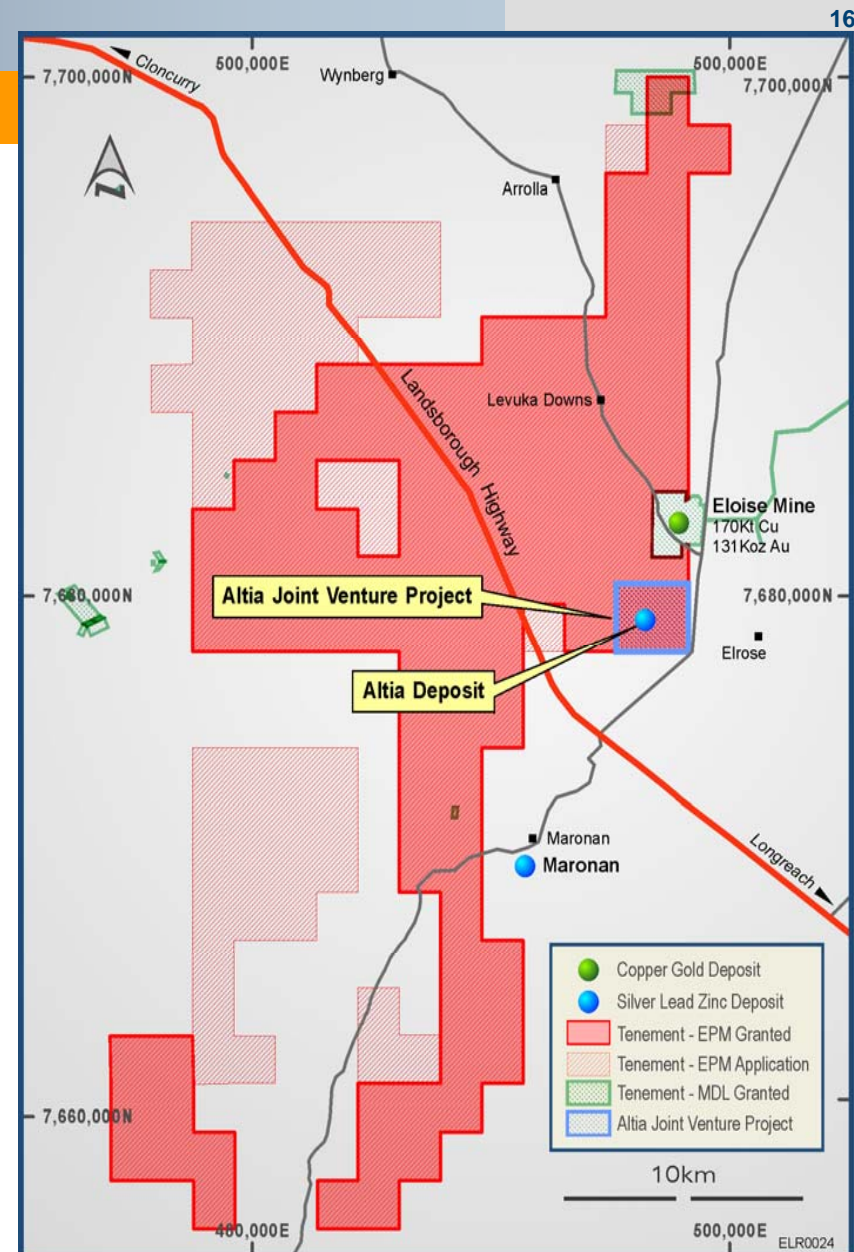 16
500,000E
500,000E
7,700,000N
Cloncurry
Wynberg
7,700,000N
N
Arrolla
Landsborough Highway
Levuka Downs
Eloise Mine
170Kt Cu
131Koz Au
Altia Joint Venture Project
7,680,000N
7,680,000N
Elrose
Altia Deposit
Maronan
Maronan
Longreach
Copper Gold Deposit
Silver Lead Zinc Deposit
Tenement - EPM Granted
Tenement - EPM Application
Tenement - MDL Granted
Altia Joint Venture Project
7,660,000N
10km
480,000E
500,000E
ELR0024